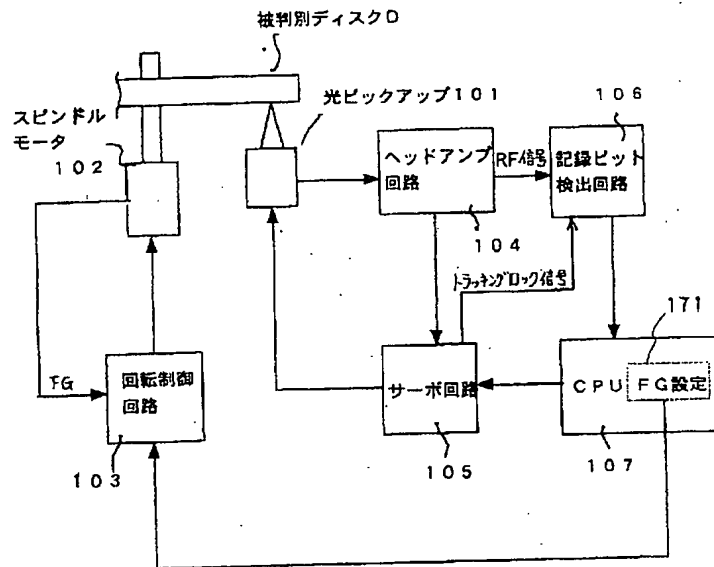 被判別ディスクD
光ピックアップ101
106
スピンドル
モータ
102
ヘッドアンプ
回路
RF信号
記録ピット
検出回路
104
トラッキングロック信号
171
FG
回転制御
回路
サーボ回路
CPU
FG設定
103
105
107